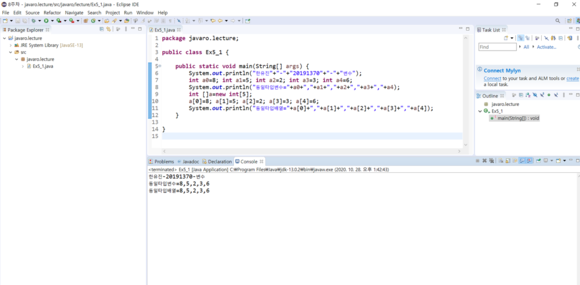 교육자 - javaro.lecture/src/javaro/lecture/Ex5_1.java - Eclipse IDE
File Edit Source Refactor Navigate Search Project Run Window Help
Package Explorer
javaro.lecture
JRE System Library [JavaSE-13]
src
javaro.lecture
Ex5_1.java
Ex5_1.java
1 package javaro.lecture;
2
3 public class Ex5_1 {
4
5 public static void main(String[] args) {
6 System.out.println("한유진"+"-"+"20191370"+"-"+"변수");
7 int a0=8; int a1=5; int a2=2; int a3=3; int a4=6;
8 System.out.println("동일타입변수="+a0+","+a1+","+a2+","+a3+","+a4);
9 int []a=new int[5];
10 a[0]=8; a[1]=5; a[2]=2; a[3]=3; a[4]=6;
11 System.out.println("동일타입배열="+a[0]+","+a[1]+","+a[2]+","+a[3]+","+a[4]);
12 }
13
14 }
15
Task List
Find
All
Activate...
Connect Mylyn
Connect to your task and ALM tools or create a local task.
Outline
javaro.lecture
Ex5_1
main(String[]) : void
Problems Javadoc Declaration Console
<terminated> Ex5_1 [Java Application] C:₩Program Files₩Java₩jdk-13.0.2₩bin₩javaw.exe (2020. 10. 28. 오후 1:42:43)
한유진-20191370-변수
동일타입변수=8,5,2,3,6
동일타입배열=8,5,2,3,6